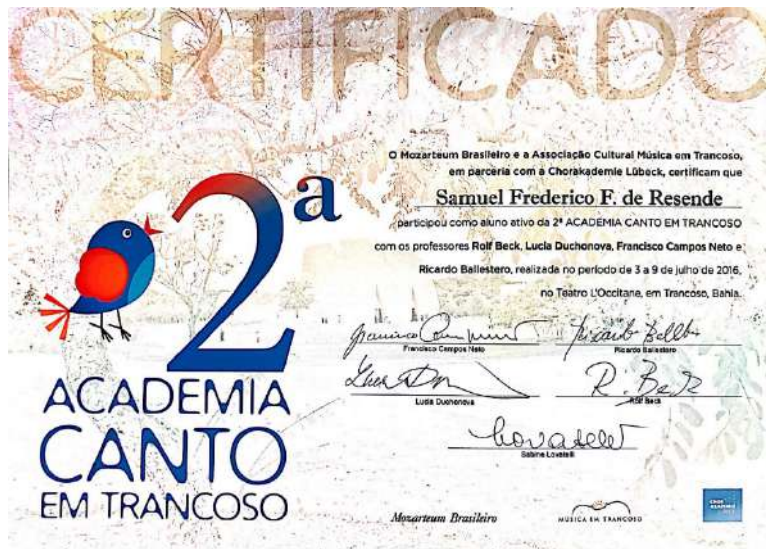 CERTIFICADO
O Mozarteum Brasileiro e a Associação Cultural Música em Trancoso,
em parceria com a Chorakademie Lübeck, certificam que
Samuel Frederico F. de Resende
participou como aluno ativo da 2ª ACADEMIA CANTO EM TRANCOSO
com os professores Rolf Beck, Lucia Duchonova, Francisco Campos Neto e
Ricardo Ballestero, realizada no período de 3 a 9 de julho de 2016,
no Teatro L'Occitane, em Trancoso, Bahia.
2ª
ACADEMIA
CANTO
EM TRANCOSO
Francisco Campos Neto
Ricardo Ballestero
Lucia Duchonova
R. Beck
Rolf Beck
Lovatelli
Sabine Lovatelli
Mozarteum Brasileiro
MÚSICA EM TRANCOSO